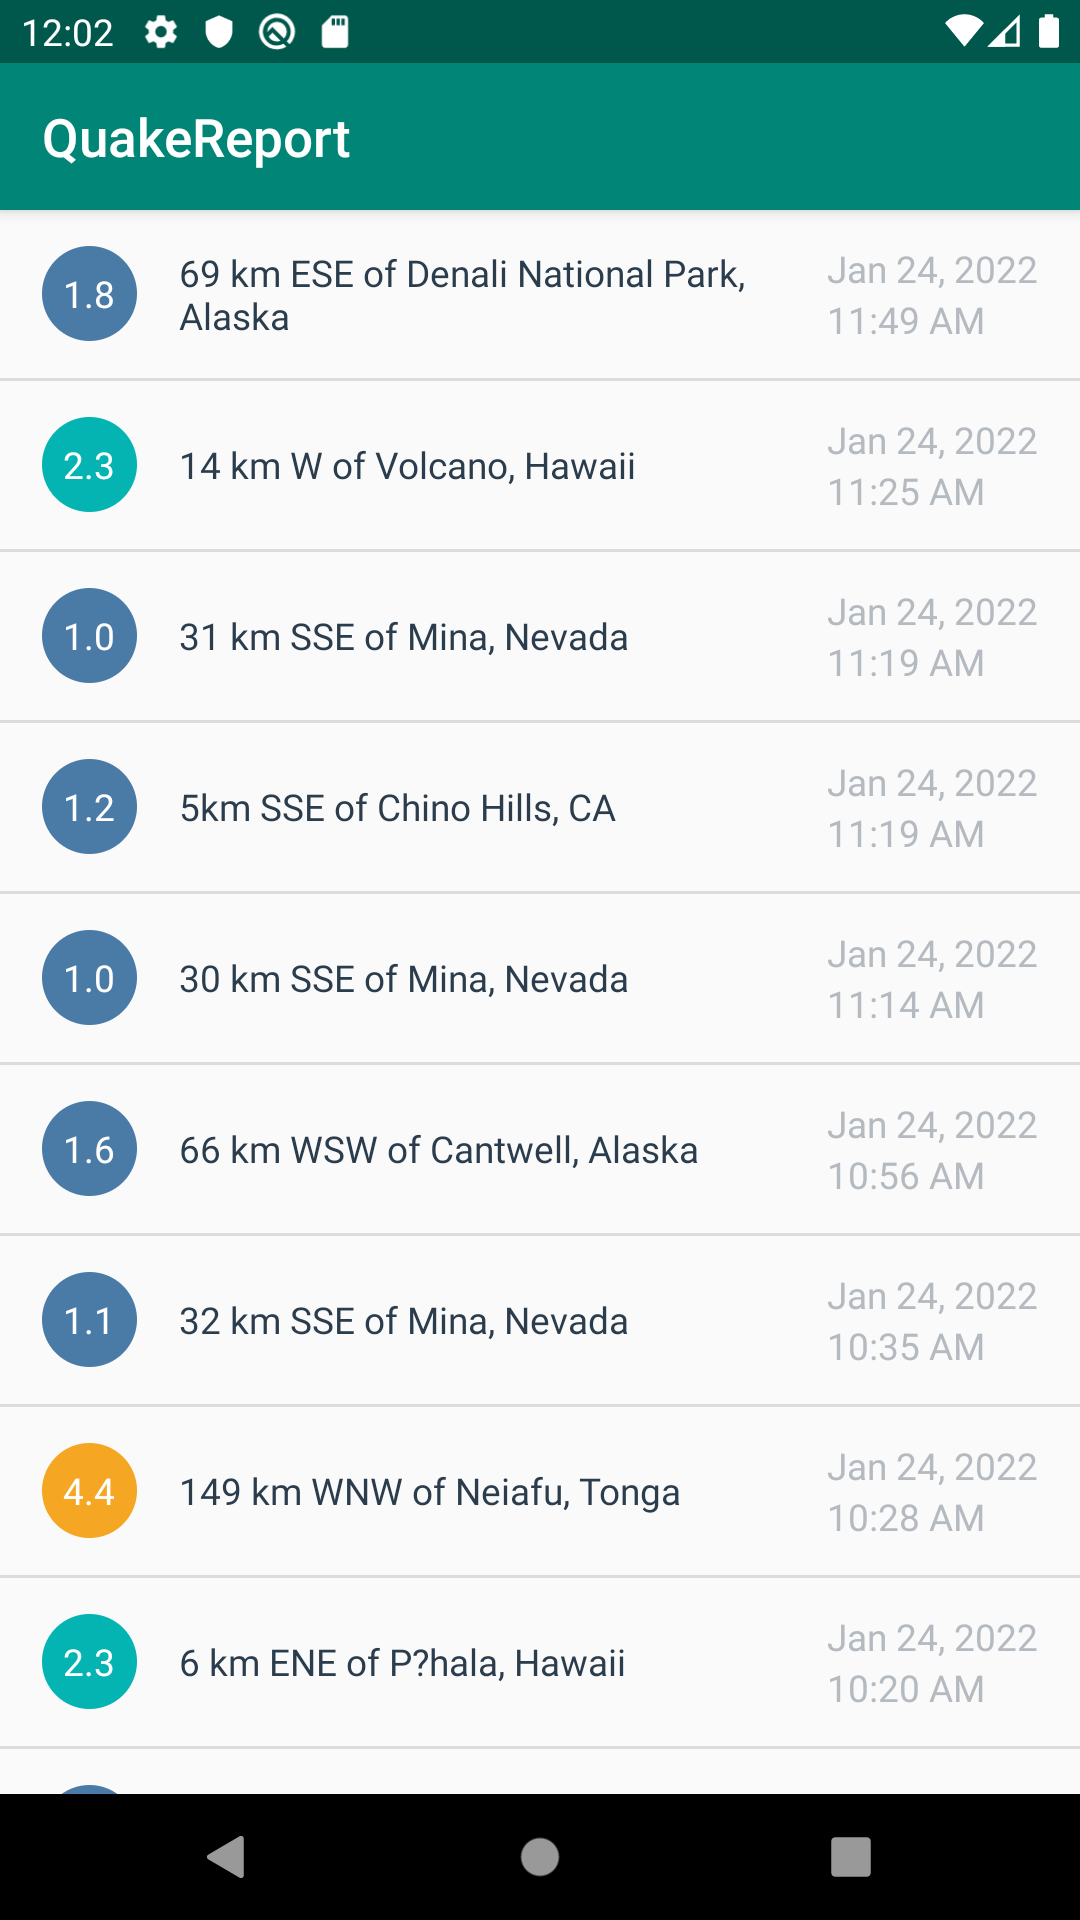 12:02
QuakeReport
1.8
69 km ESE of Denali National Park,
Alaska
Jan 24, 2022
11:49 AM
2.3
14 km W of Volcano, Hawaii
Jan 24, 2022
11:25 AM
1.0
31 km SSE of Mina, Nevada
Jan 24, 2022
11:19 AM
1.2
5km SSE of Chino Hills, CA
Jan 24, 2022
11:19 AM
1.0
30 km SSE of Mina, Nevada
Jan 24, 2022
11:14 AM
1.6
66 km WSW of Cantwell, Alaska
Jan 24, 2022
10:56 AM
1.1
32 km SSE of Mina, Nevada
Jan 24, 2022
10:35 AM
4.4
149 km WNW of Neiafu, Tonga
Jan 24, 2022
10:28 AM
2.3
6 km ENE of P?hala, Hawaii
Jan 24, 2022
10:20 AM